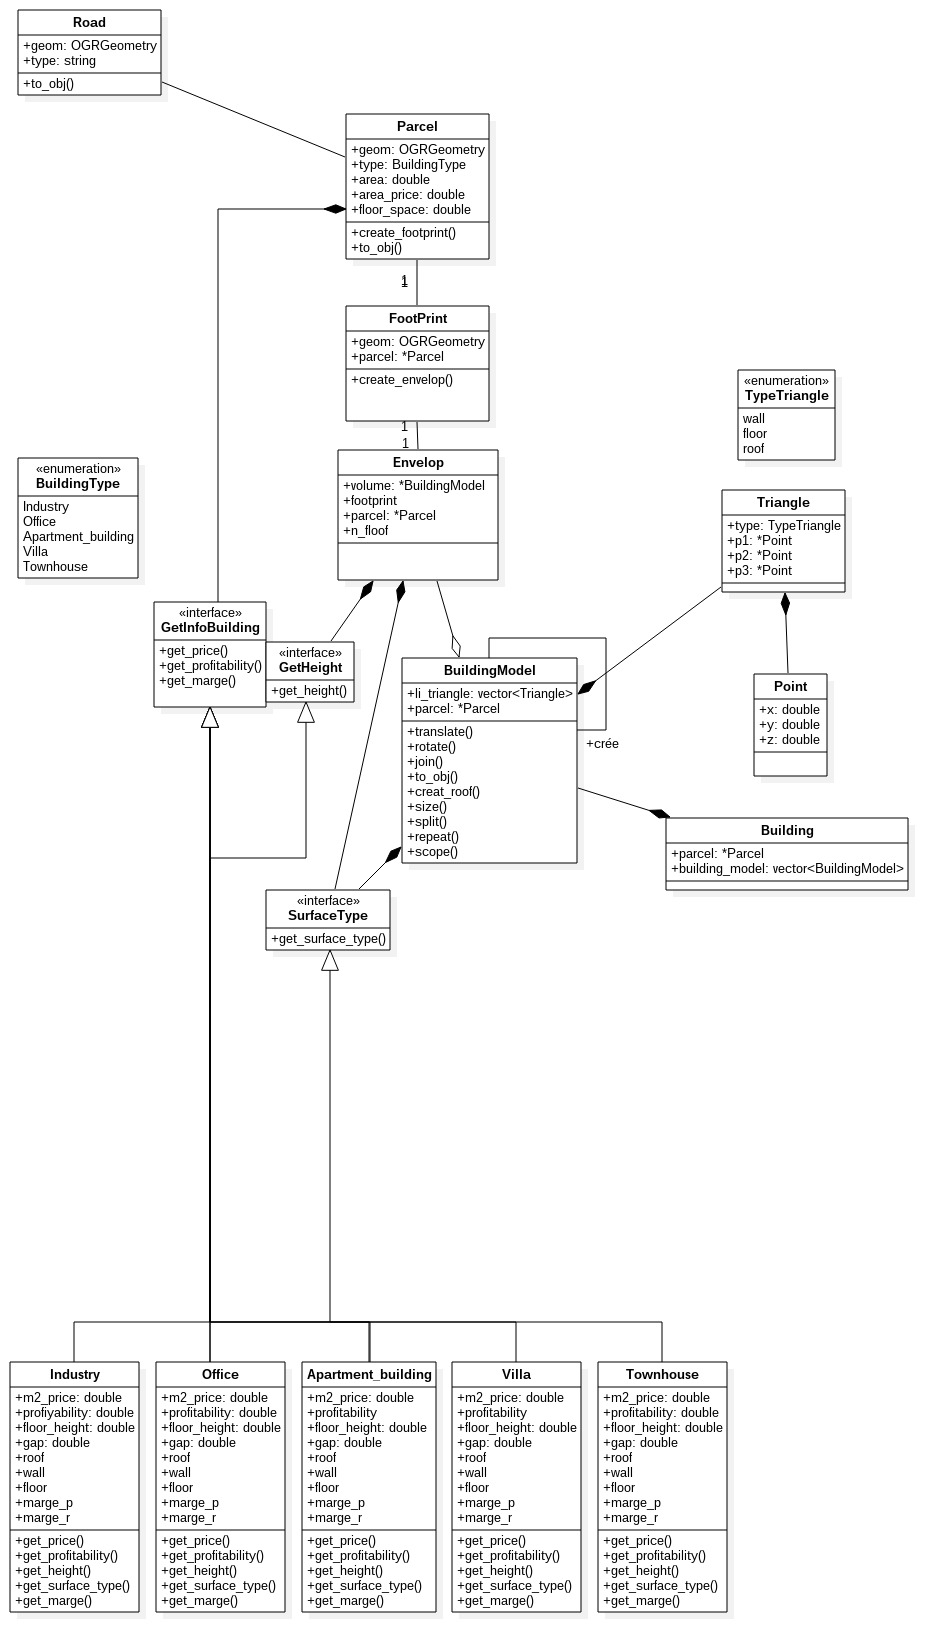 Road
+geom: OGRGeometry
+type: string
+to_obj()
Parcel
+geom: OGRGeometry
+type: BuildingType
+area: double
+area_price: double
+floor_space: double
+create_footprint()
+to_obj()
1
1
FootPrint
+geom: OGRGeometry
+parcel: *Parcel
+create_envelop()
1
1
Envelop
+volume: *BuildingModel
+footprint
+parcel: *Parcel
+n_floof
«enumeration»
TypeTriangle
wall
floor
roof
«enumeration»
BuildingType
Industry
Office
Apartment_building
Villa
Townhouse
Triangle
+type: TypeTriangle
+p1: *Point
+p2: *Point
+p3: *Point
«interface»
GetInfoBuilding
+get_price()
+get_profitability()
+get_marge()
«interface»
GetHeight
+get_height()
BuildingModel
+li_triangle: vector<Triangle>
+parcel: *Parcel
+translate()
+rotate()
+join()
+to_obj()
+creat_roof()
+size()
+split()
+repeat()
+scope()
+crée
Point
+x: double
+y: double
+z: double
Building
+parcel: *Parcel
+building_model: vector<BuildingModel>
«interface»
SurfaceType
+get_surface_type()
Industry
+m2_price: double
+profiyability: double
+floor_height: double
+gap: double
+roof
+wall
+floor
+marge_p
+marge_r
+get_price()
+get_profitability()
+get_height()
+get_surface_type()
+get_marge()
Office
+m2_price: double
+profitability: double
+floor_height: double
+gap: double
+roof
+wall
+floor
+marge_p
+marge_r
+get_price()
+get_profitability()
+get_height()
+get_surface_type()
+get_marge()
Apartment_building
+m2_price: double
+profitability
+floor_height: double
+gap: double
+roof
+wall
+floor
+marge_p
+marge_r
+get_price()
+get_profitability()
+get_height()
+get_surface_type()
+get_marge()
Villa
+m2_price: double
+profitability
+floor_height: double
+gap: double
+roof
+wall
+floor
+marge_p
+marge_r
+get_price()
+get_profitability()
+get_height()
+get_surface_type()
+get_marge()
Townhouse
+m2_price: double
+profitability: double
+floor_height: double
+gap: double
+roof
+wall
+floor
+marge_p
+marge_r
+get_price()
+get_profitability()
+get_height()
+get_surface_type()
+get_marge()